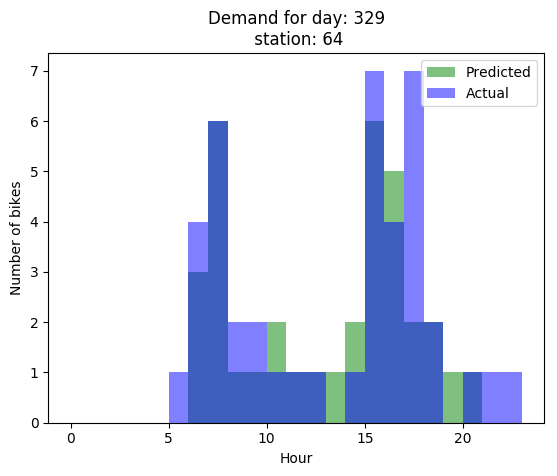 Demand for day: 329
station: 64
Predicted
Actual
Number of bikes
7
6
5
4
3
2
1
0
0 5 10 15 20
Hour